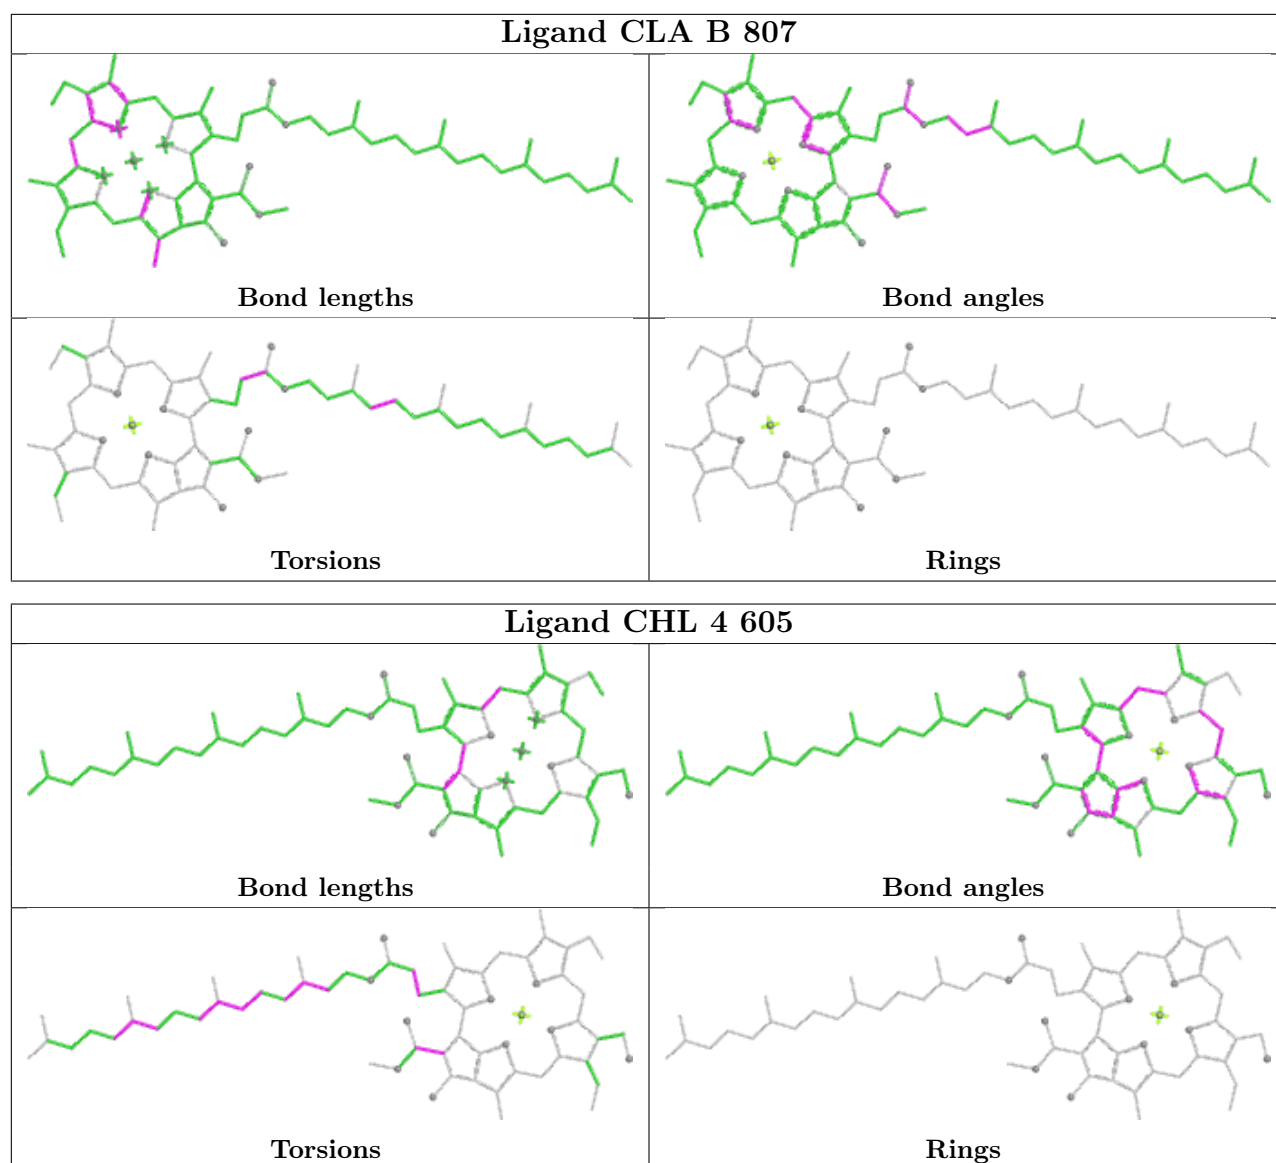 Ligand CLA B 807
Bond lengths
Bond angles
Torsions
Rings
Ligand CHL 4 605
Bond lengths
Bond angles
Torsions
Rings